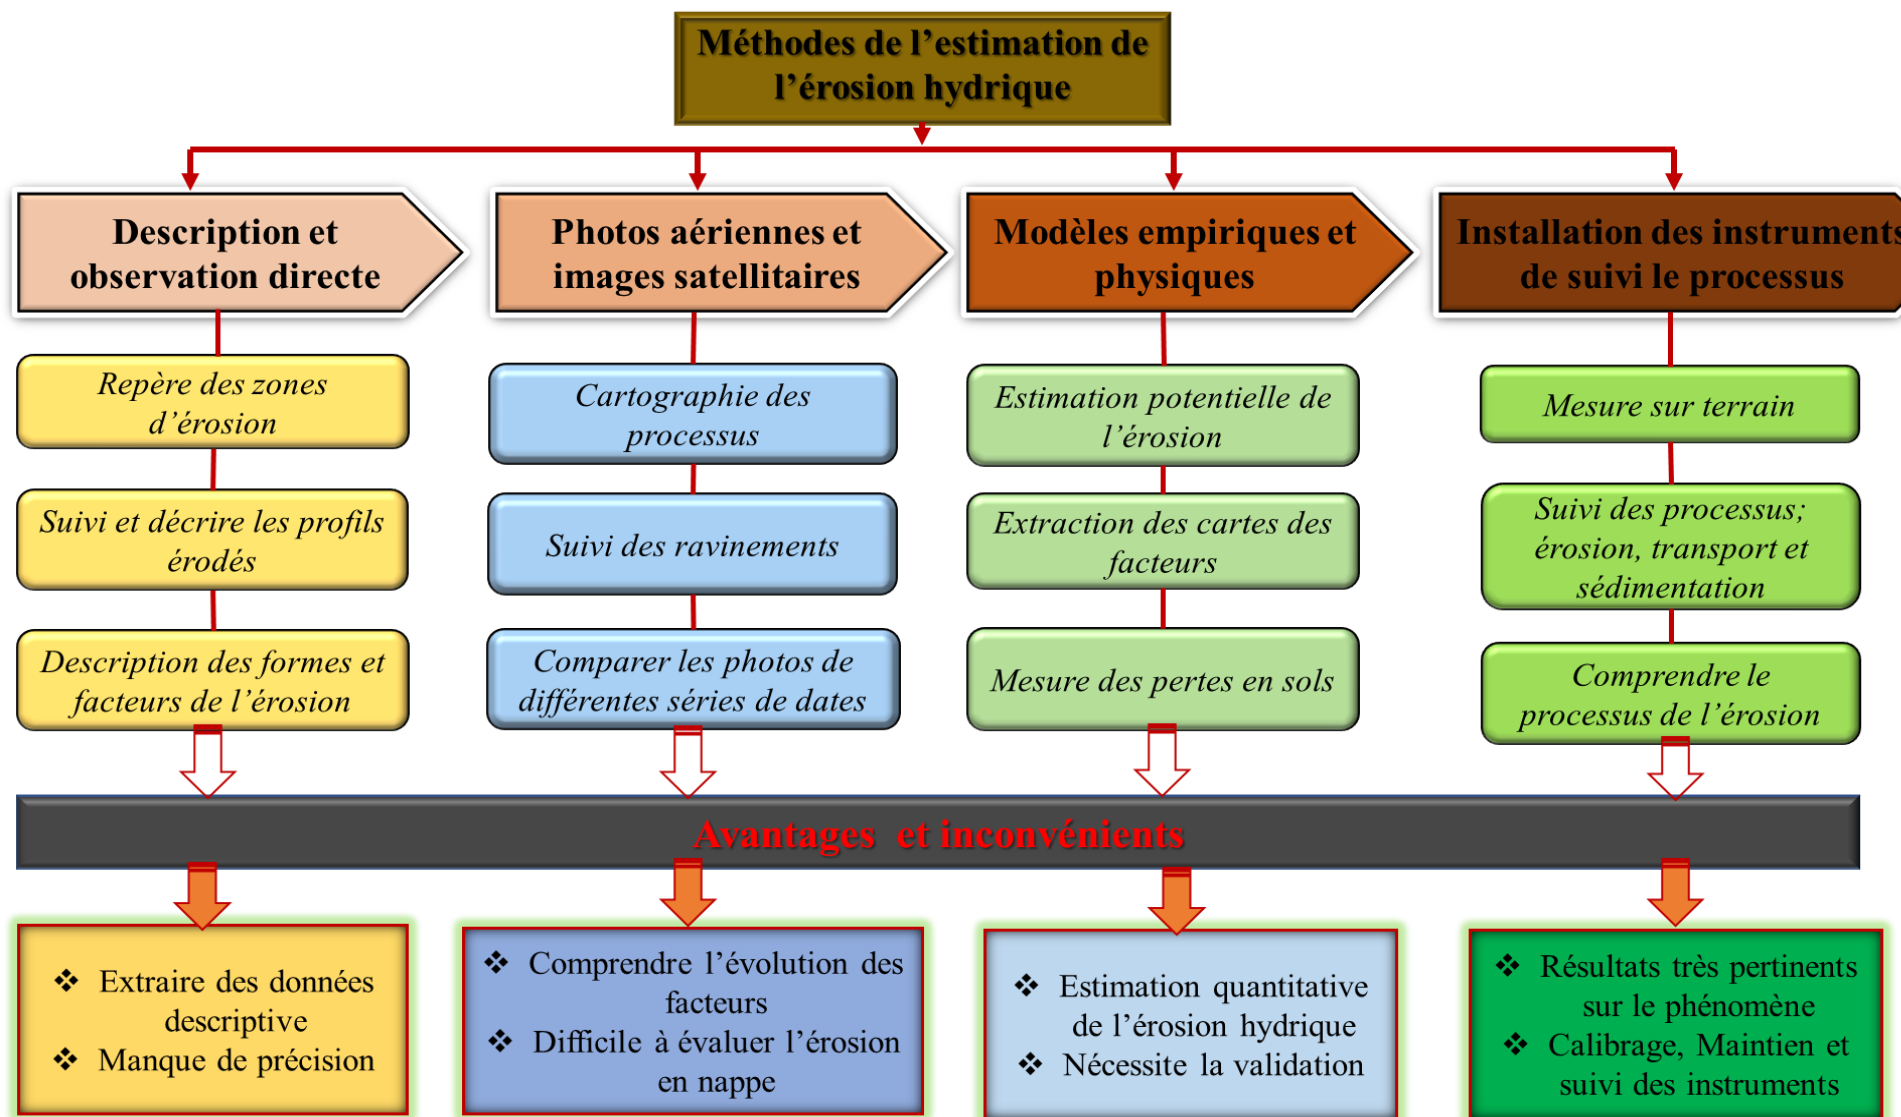 Méthodes de l’estimation de
l’érosion hydrique
Description et
observation directe
Photos aériennes et
images satellitaires
Modèles empiriques et
physiques
Installation des instruments
de suivi le processus
Repère des zones
d’érosion
Suivi et décrire les profils
érodés
Description des formes et
facteurs de l’érosion
Cartographie des
processus
Suivi des ravinements
Comparer les photos de
différentes séries de dates
Estimation potentielle de
l’érosion
Extraction des cartes des
facteurs
Mesure des pertes en sols
Mesure sur terrain
Suivi des processus;
érosion, transport et
sédimentation
Comprendre le
processus de l’érosion
Avantages et inconvénients
❖ Extraire des données
descriptive
❖ Manque de précision
❖ Comprendre l’évolution des
facteurs
❖ Difficile à évaluer l’érosion
en nappe
❖ Estimation quantitative
de l’érosion hydrique
❖ Nécessite la validation
❖ Résultats très pertinents
sur le phénomène
❖ Calibrage, Maintien et
suivi des instruments